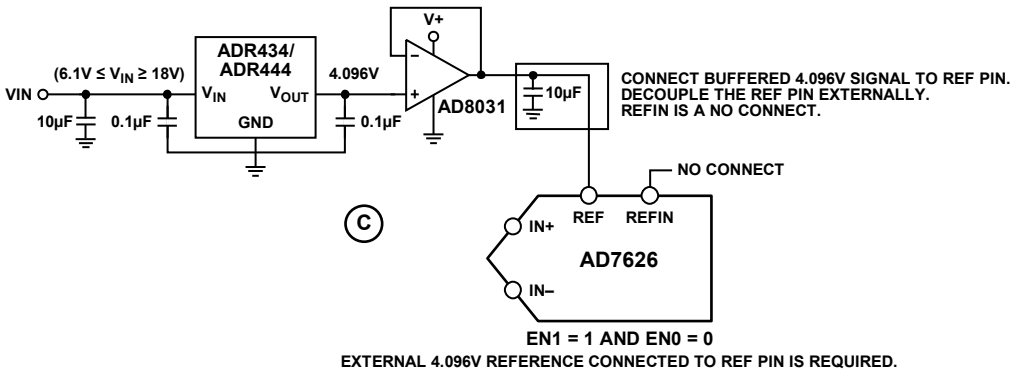 V+
ADR434/
ADR444
(6.1V ≤ VIN ≥ 18V)
4.096V
VIN
VIN
VOUT
GND
10µF
0.1µF
0.1µF
–
+
AD8031
10µF
CONNECT BUFFERED 4.096V SIGNAL TO REF PIN.
DECOUPLE THE REF PIN EXTERNALLY.
REFIN IS A NO CONNECT.
NO CONNECT
C
REF
REFIN
IN+
AD7626
IN–
EN1 = 1 AND EN0 = 0
EXTERNAL 4.096V REFERENCE CONNECTED TO REF PIN IS REQUIRED.